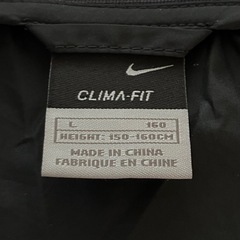 CLIMA-FIT
L 160
HEIGHT: 150-160CM
MADE IN CHINA
FABRIQUE EN CHINE